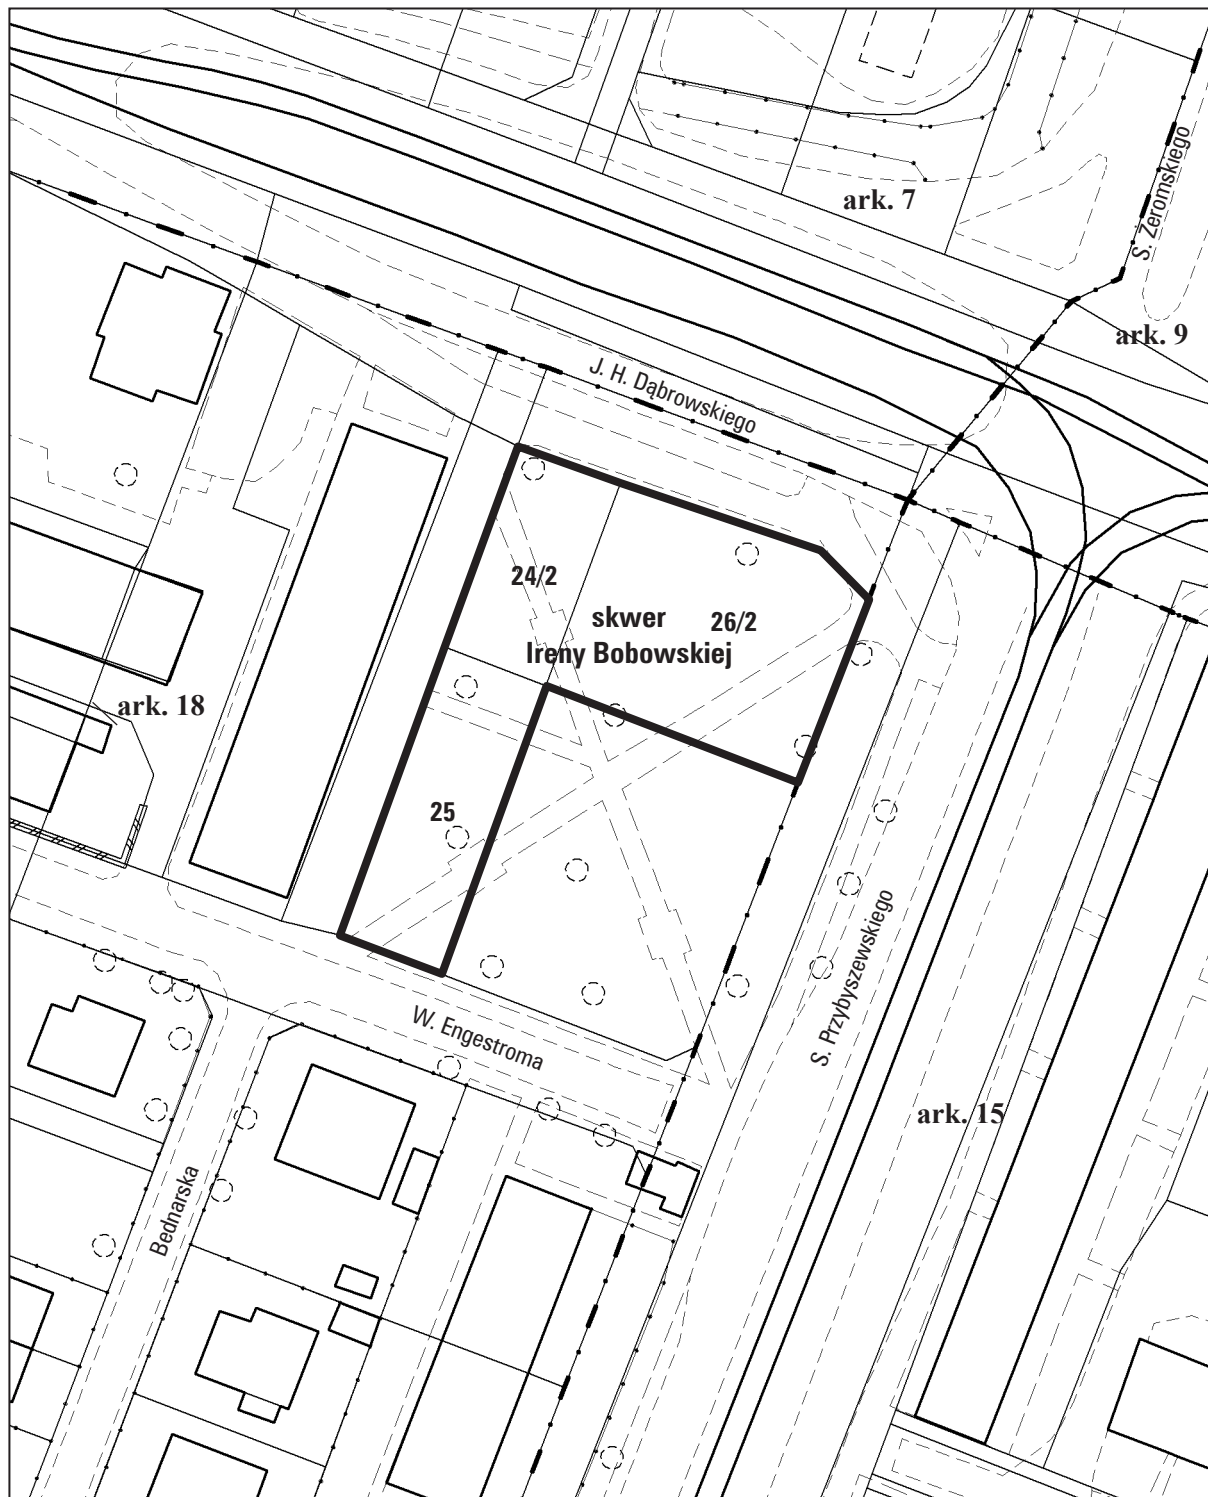 ark. 7
S. Żeromskiego
ark. 9
J. H. Dąbrowskiego
24/2
skwer 26/2
Ireny Bobowskiej
ark. 18
25
S. Przybyszewskiego
W. Engestroma
ark. 15
Bednarska